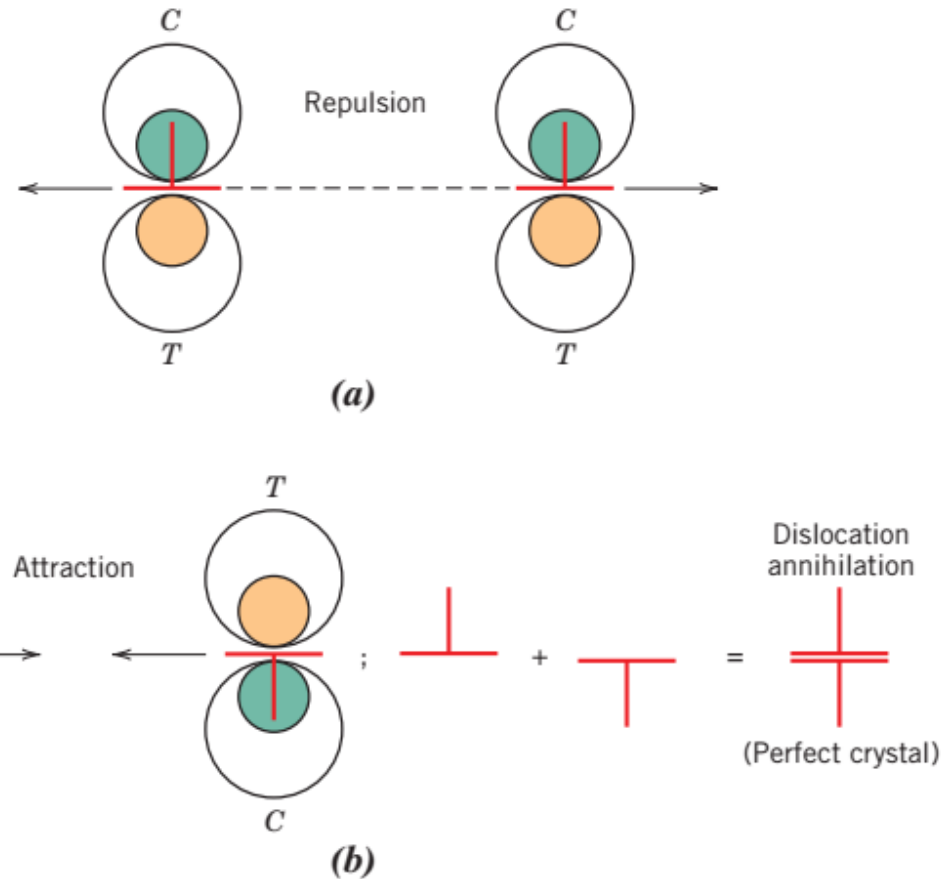 C C
Repulsion
T T
(a)
T
Attraction
Dislocation
annihilation
; + =
(Perfect crystal)
C
(b)